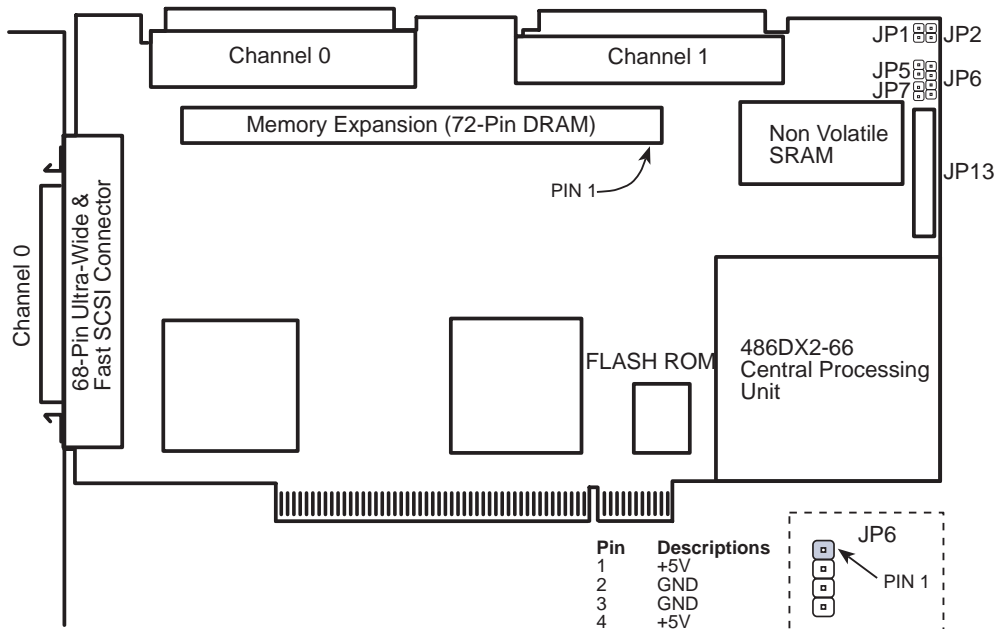 Channel 0
Channel 1
JP1
JP2
JP5
JP6
JP7
Memory Expansion (72-Pin DRAM)
PIN 1
Non Volatile
SRAM
JP13
Channel 0
68-Pin Ultra-Wide &
Fast SCSI Connector
FLASH ROM
486DX2-66
Central Processing
Unit
Pin Descriptions
1 +5V
2 GND
3 GND
4 +5V
JP6
PIN 1